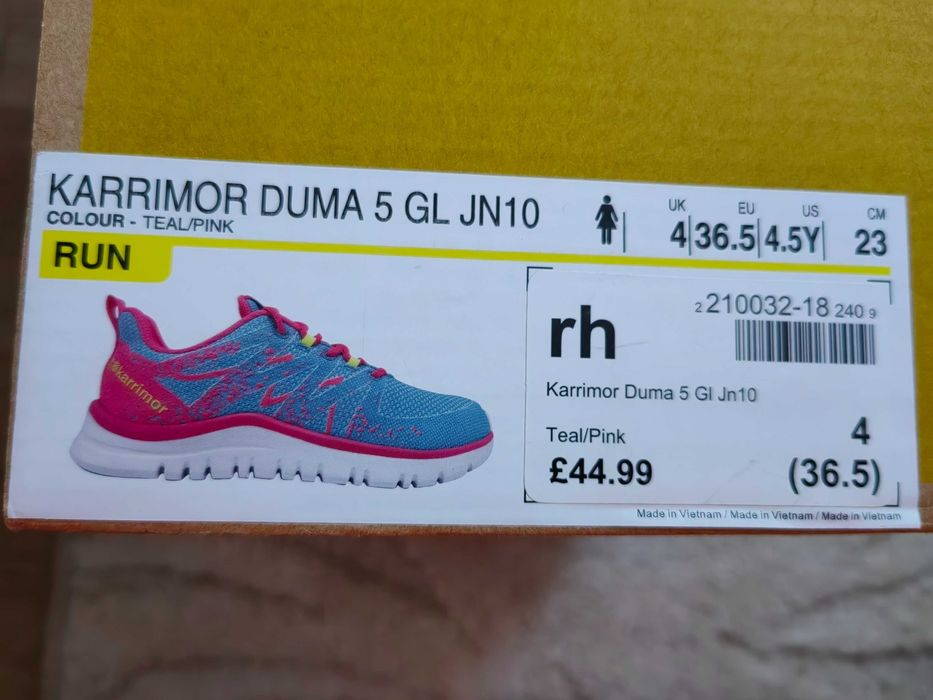 KARRIMOR DUMA 5 GL JN10
COLOUR - TEAL/PINK
UK EU US CM
4 36.5 4.5Y 23
RUN
karrimor
rh
2 210032-18 240 9
Karrimor Duma 5 Gl Jn10
Teal/Pink
4
£44.99
(36.5)
Made in Vietnam / Made in Vietnam / Made in Vietnam